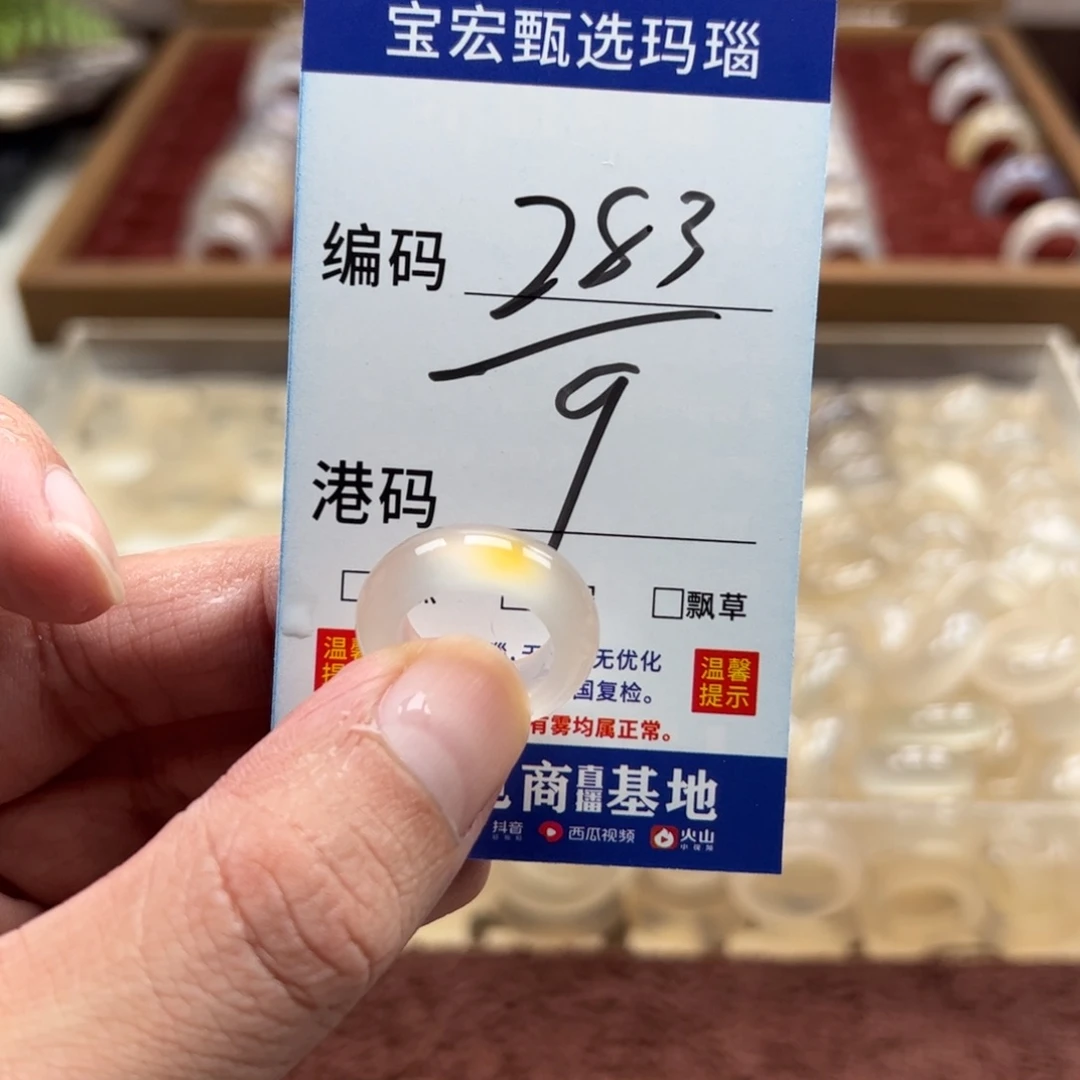 宝宏甄选玛瑙
编码 283
9
港码
飘草
温馨 无优化 温馨
提 国复检。 提示
有雾均属正常。
商直播基地
抖音 西瓜视频 火山